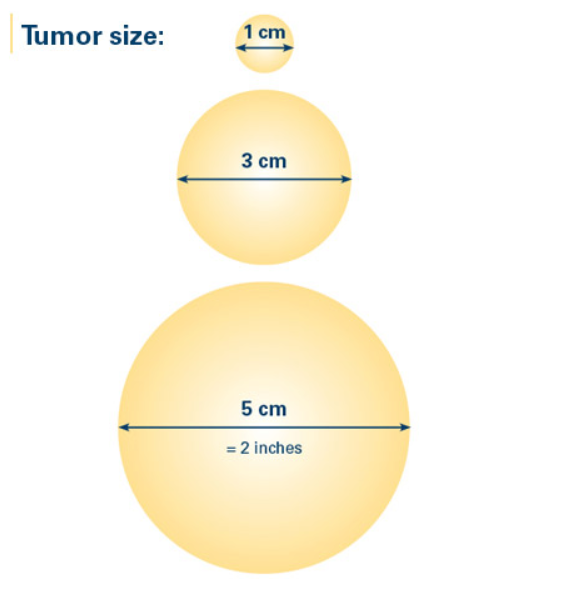 Tumor size:
1 cm
3 cm
5 cm
= 2 inches